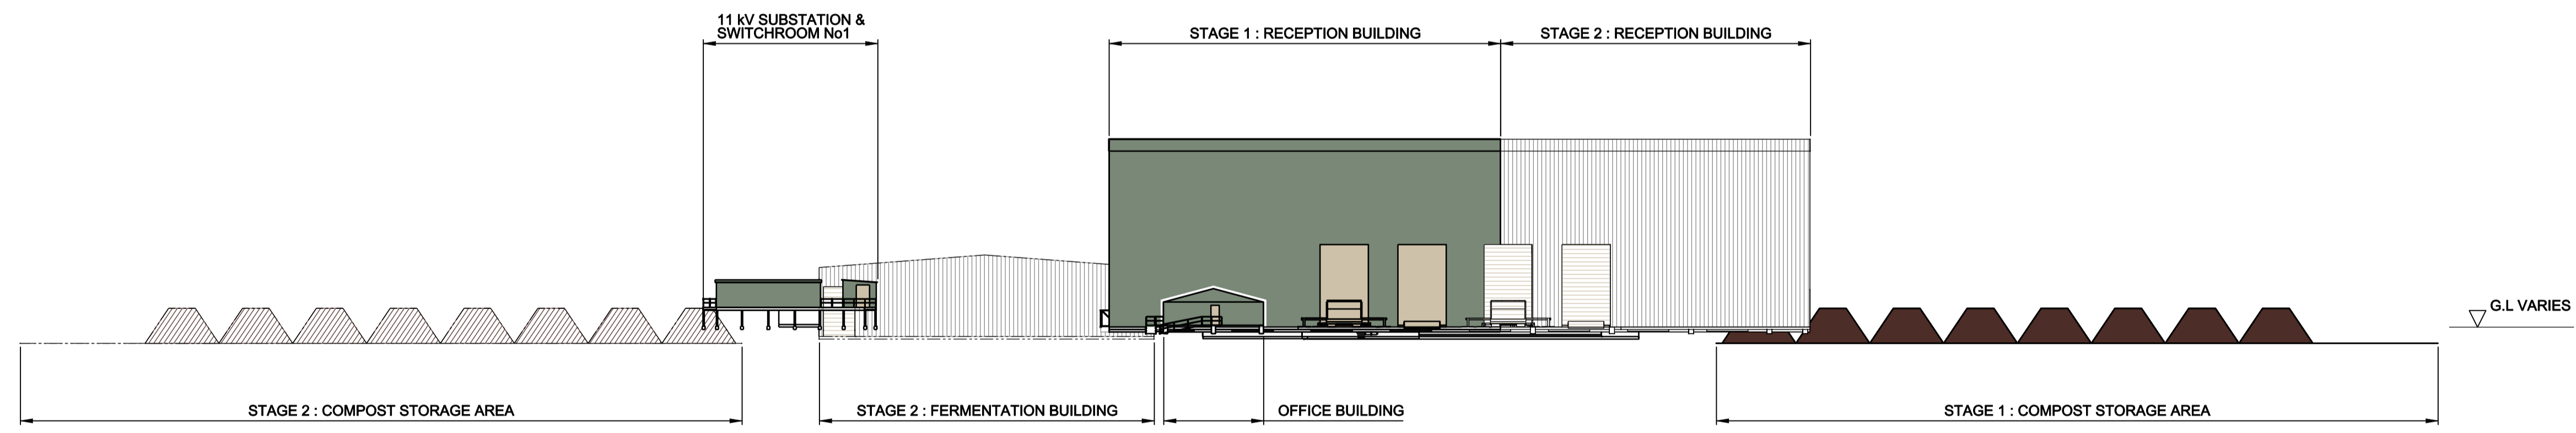 11 kV SUBSTATION &
SWITCHROOM No1
STAGE 1 : RECEPTION BUILDING
STAGE 2 : RECEPTION BUILDING
G.L VARIES
STAGE 2 : COMPOST STORAGE AREA
STAGE 2 : FERMENTATION BUILDING
OFFICE BUILDING
STAGE 1 : COMPOST STORAGE AREA